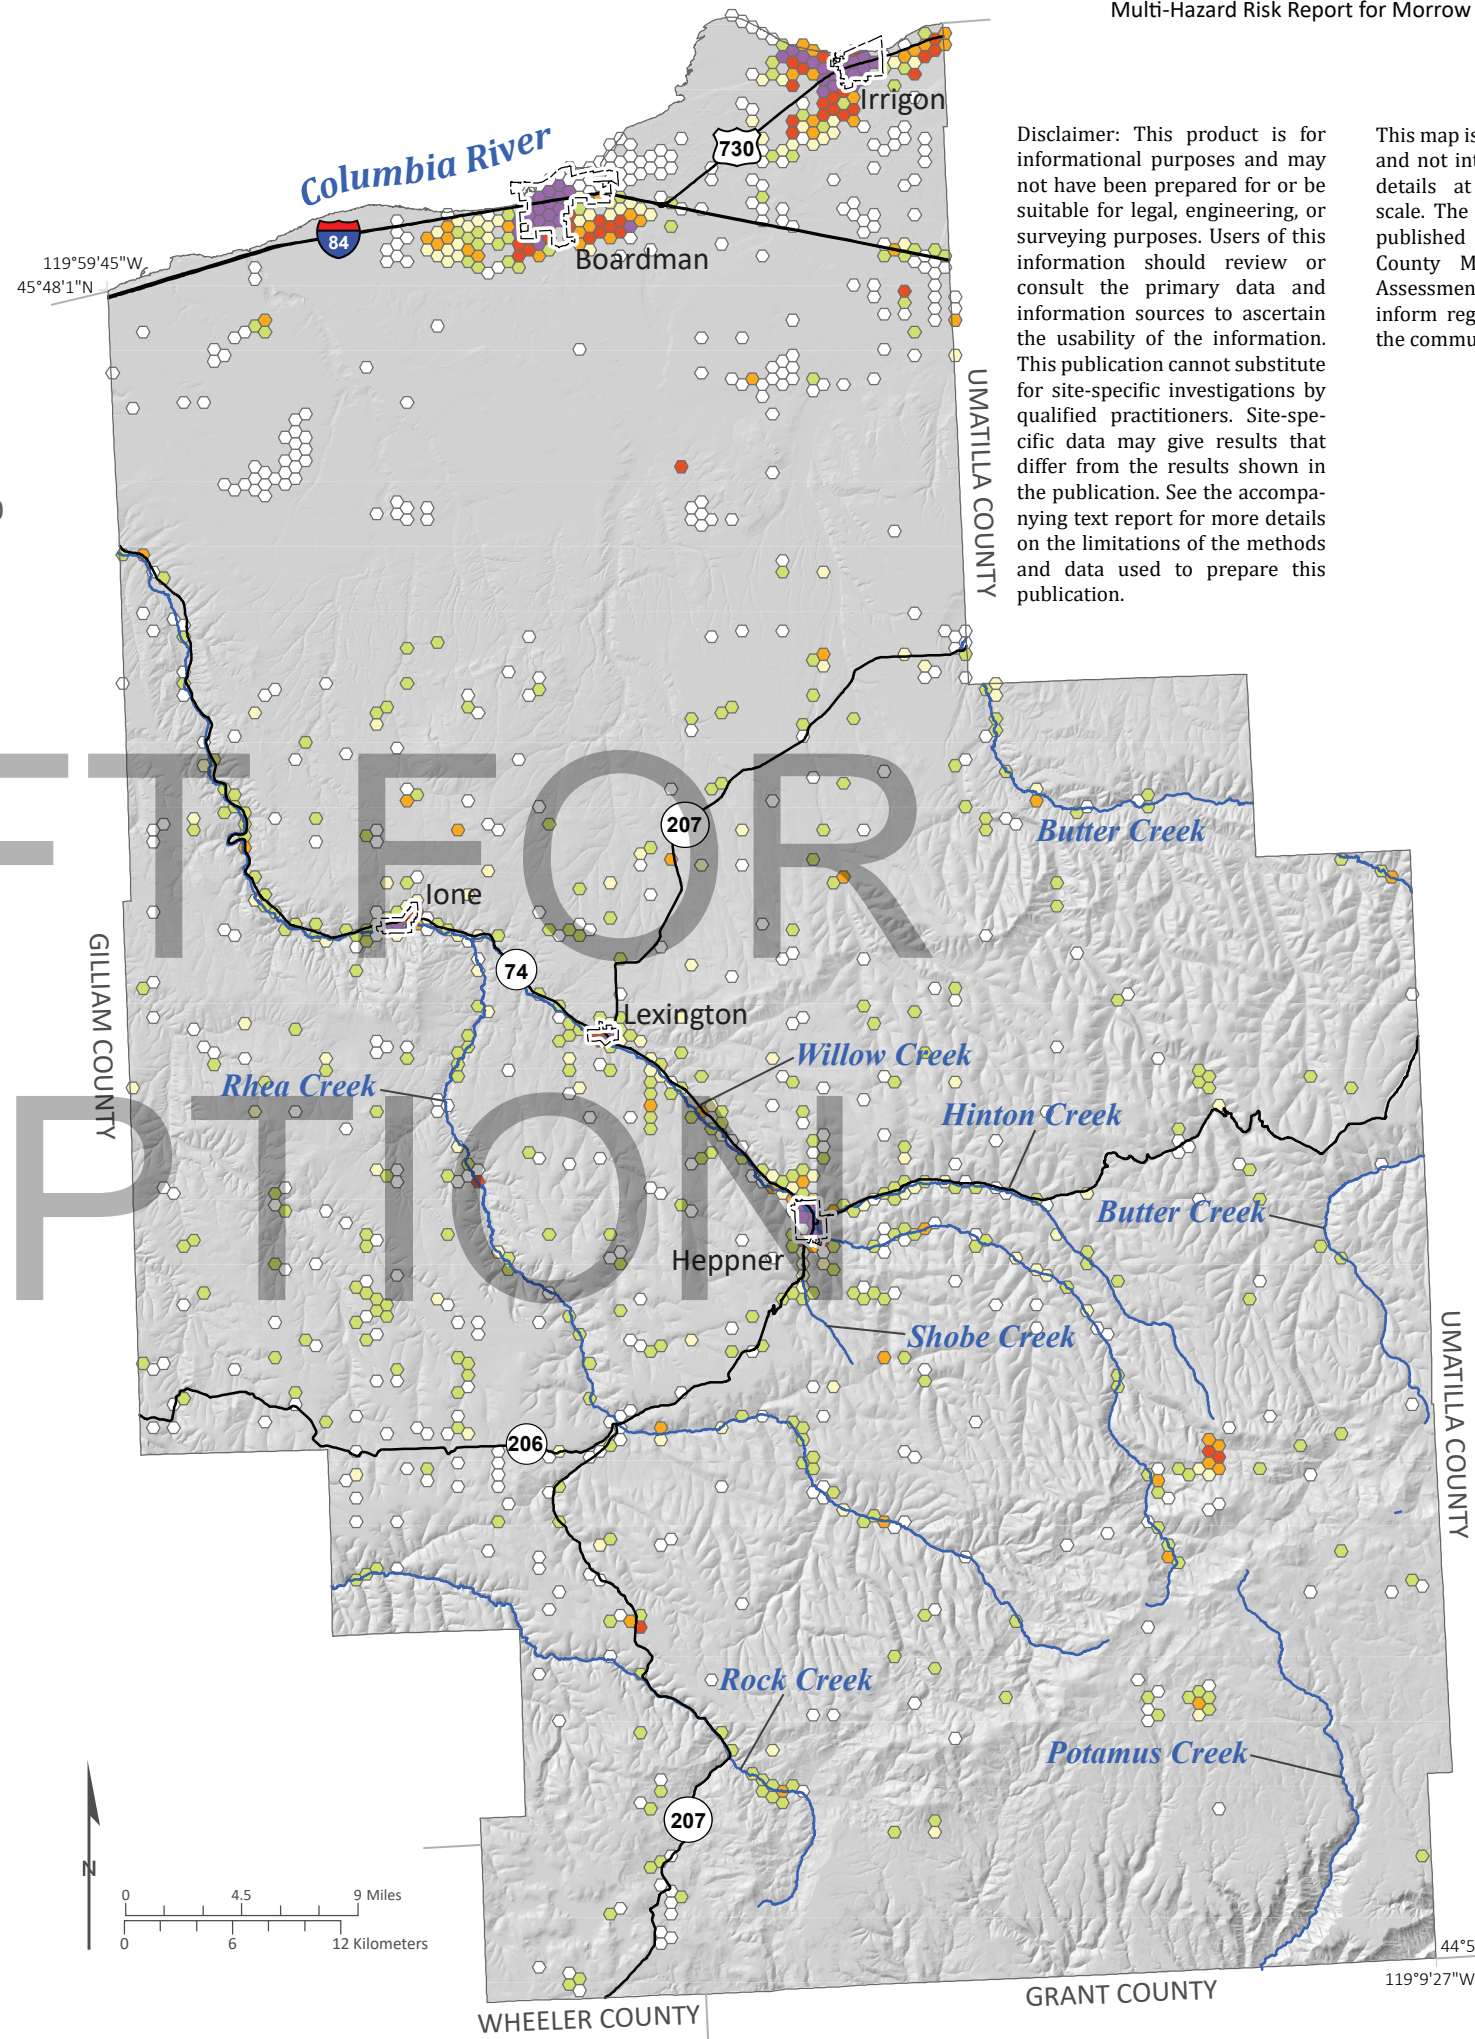 Multi-Hazard Risk Report for Morrow
Irrigon
730
Columbia River
84
Boardman
119°59'45"W
45°48'1"N
Disclaimer: This product is for
informational purposes and may
not have been prepared for or be
suitable for legal, engineering, or
surveying purposes. Users of this
information should review or
consult the primary data and
information sources to ascertain
the usability of the information.
This publication cannot substitute
for site-specific investigations by
qualified practitioners. Site-spe-
cific data may give results that
differ from the results shown in
the publication. See the accompa-
nying text report for more details
on the limitations of the methods
and data used to prepare this
publication.
This map is
and not int
details at
scale. The
published
County M
Assessmen
inform reg
the commu
UMATILLA COUNTY
FT FOR
207
Butter Creek
Ione
GILLIAM COUNTY
74
Lexington
Willow Creek
Rhea Creek
Hinton Creek
PTION
Butter Creek
Heppner
Shobe Creek
UMATILLA COUNTY
206
Rock Creek
Potamus Creek
207
N
0 4.5 9 Miles
0 6 12 Kilometers
44°5
119°9'27"W
GRANT COUNTY
WHEELER COUNTY